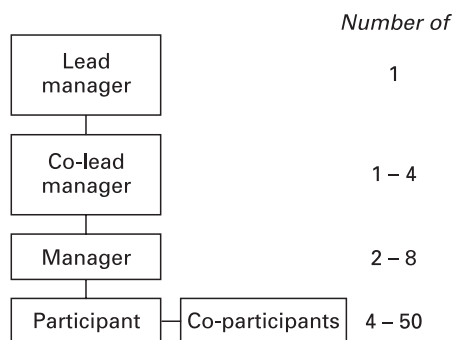 Number of
Lead
manager
1
Co-lead
manager
1 – 4
Manager
2 – 8
Participant
Co-participants
4 – 50